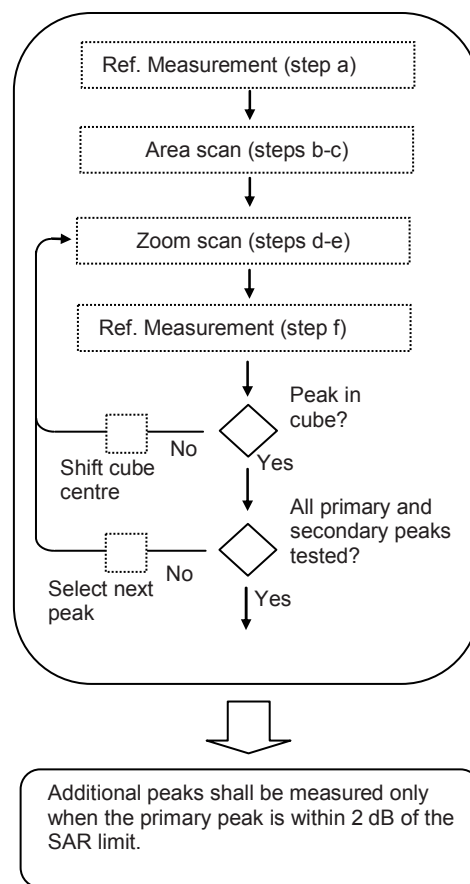 Ref. Measurement (step a)
Area scan (steps b-c)
Zoom scan (steps d-e)
Ref. Measurement (step f)
Peak in
cube?
No
Yes
Shift cube
centre
All primary and
secondary peaks
tested?
No
Yes
Select next
peak
Additional peaks shall be measured only
when the primary peak is within 2 dB of the
SAR limit.